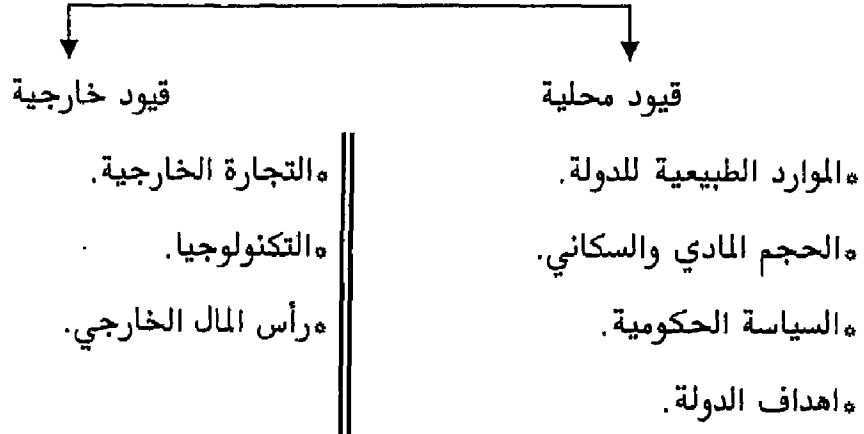 قيود محلية
*الموارد الطبيعية للدولة.
*الحجم المادي والسكاني.
*السياسة الحكومية.
*اهداف الدولة.
قيود خارجية
*التجارة الخارجية.
*التكنولوجيا.
*رأس المال الخارجي.